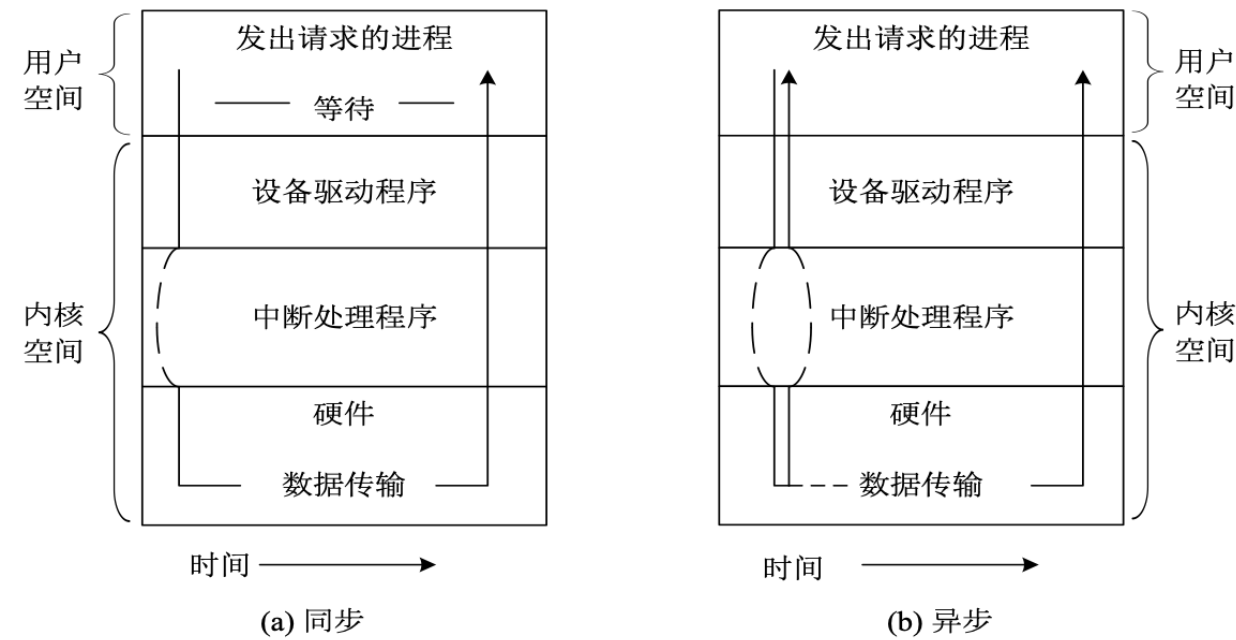 用户
空间
发出请求的进程
等待
设备驱动程序
内核
空间
中断处理程序
硬件
数据传输
时间
(a) 同步
发出请求的进程
用户
空间
设备驱动程序
中断处理程序
内核
空间
硬件
数据传输
时间
(b) 异步